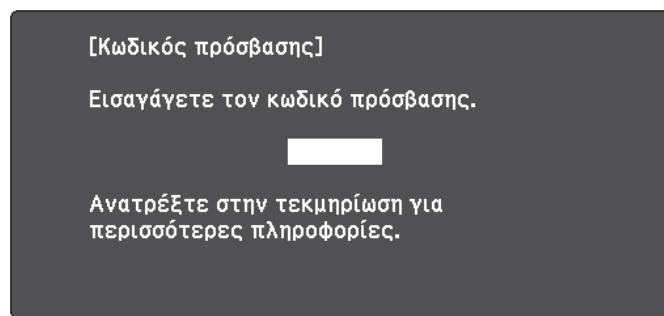 [Κωδικός πρόσβασης]
Εισαγάγετε τον κωδικό πρόσβασης.
Ανατρέξτε στην τεκμηρίωση για
περισσότερες πληροφορίες.